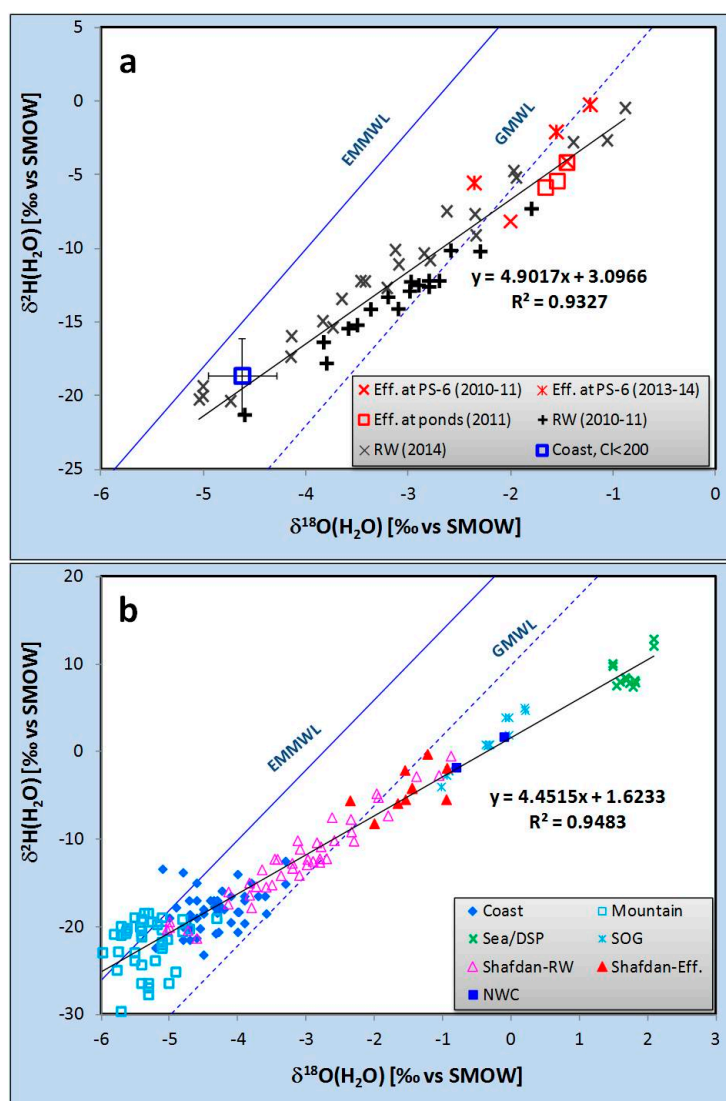 a
5
0
-5
-10
-15
-20
-25
δ²H(H₂O) [‰ vs SMOW]
EMMWL
GMWL
y = 4.9017x + 3.0966
R² = 0.9327
Eff. at PS-6 (2010-11) Eff. at PS-6 (2013-14)
Eff. at ponds (2011) RW (2010-11)
RW (2014) Coast, Cl<200
-6 -5 -4 -3 -2 -1 0
δ¹⁸O(H₂O) [‰ vs SMOW]
b
20
10
0
-10
-20
-30
δ²H(H₂O) [‰ vs SMOW]
EMMWL
GMWL
y = 4.4515x + 1.6233
R² = 0.9483
Coast Mountain
Sea/DSP SOG
Shafdan-RW Shafdan-Eff.
NWC
-6 -5 -4 -3 -2 -1 0 1 2 3
δ¹⁸O(H₂O) [‰ vs SMOW]